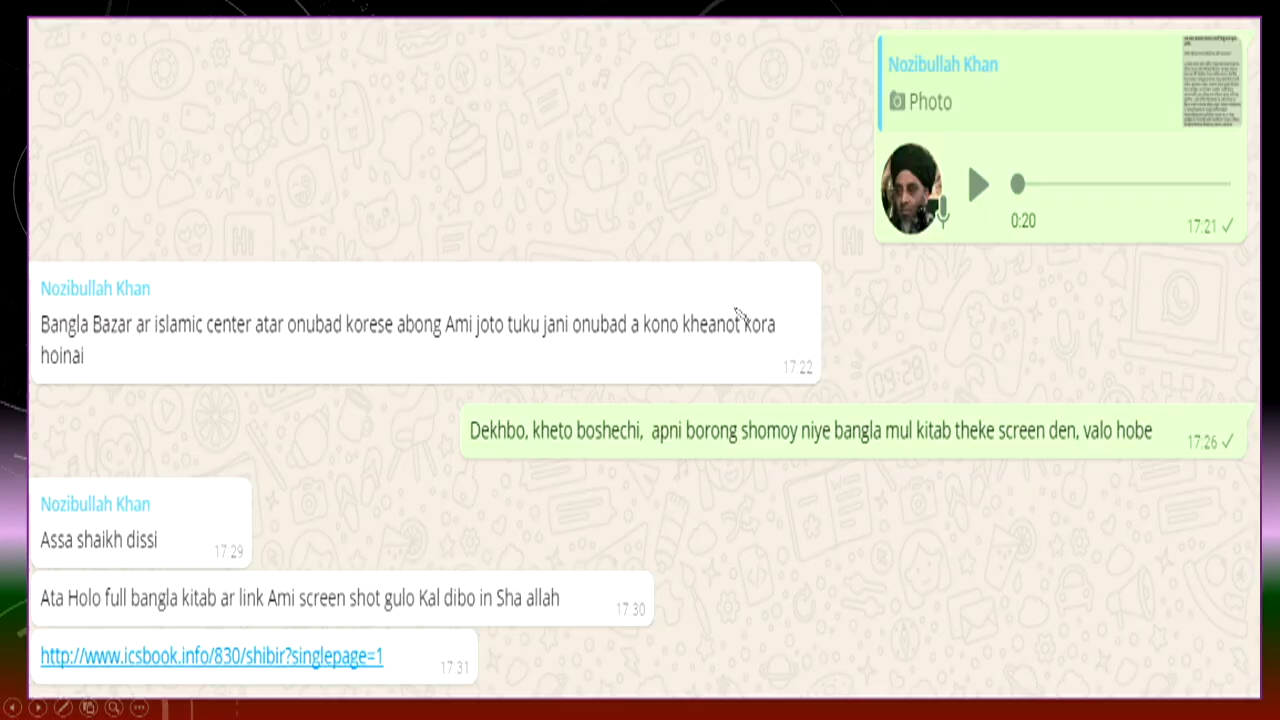 Nozibullah Khan
Photo
0:20
17:21
Nozibullah Khan
Bangla Bazar ar islamic center atar onubad korese abong Ami joto tuku jani onubad a kono kheanot kora
hoinai
17:22
Dekhbo, kheto boshechi, apni borong shomoy niye bangla mul kitab theke screen den, valo hobe
17:26
Nozibullah Khan
Assa shaikh dissi
17:29
Ata Holo full bangla kitab ar link Ami screen shot gulo Kal dibo in Sha allah
17:30
http://www.icsbook.info/830/shibir?singlepage=1
17:31